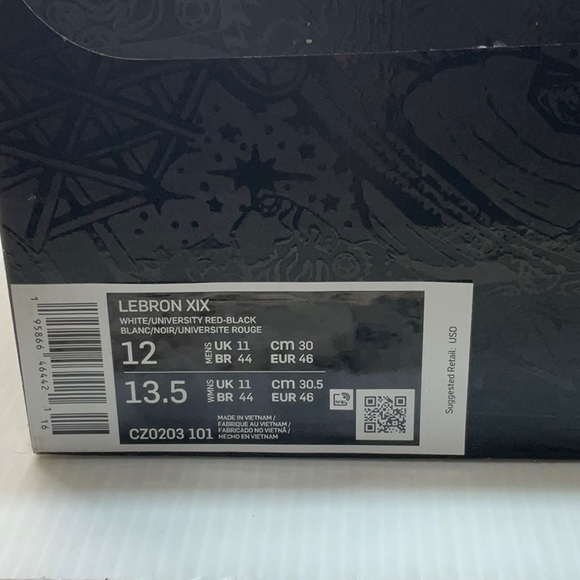 LEBRON XIX
WHITE/UNIVERSITY RED-BLACK
BLANC/NOIR/UNIVERSITE ROUGE
12 MENS UK 11 CM 30
BR 44 EUR 46
13.5 WMNS UK 11 CM 30.5
BR 44 EUR 46
MADE IN VIETNAM /
FABRIQUE AU VIETNAM /
FABRICADO NO VIETNÃ /
HECHO EN VIETNAM
CZ0203 101
1 95866 46442 1 16
Suggested Retail: USD